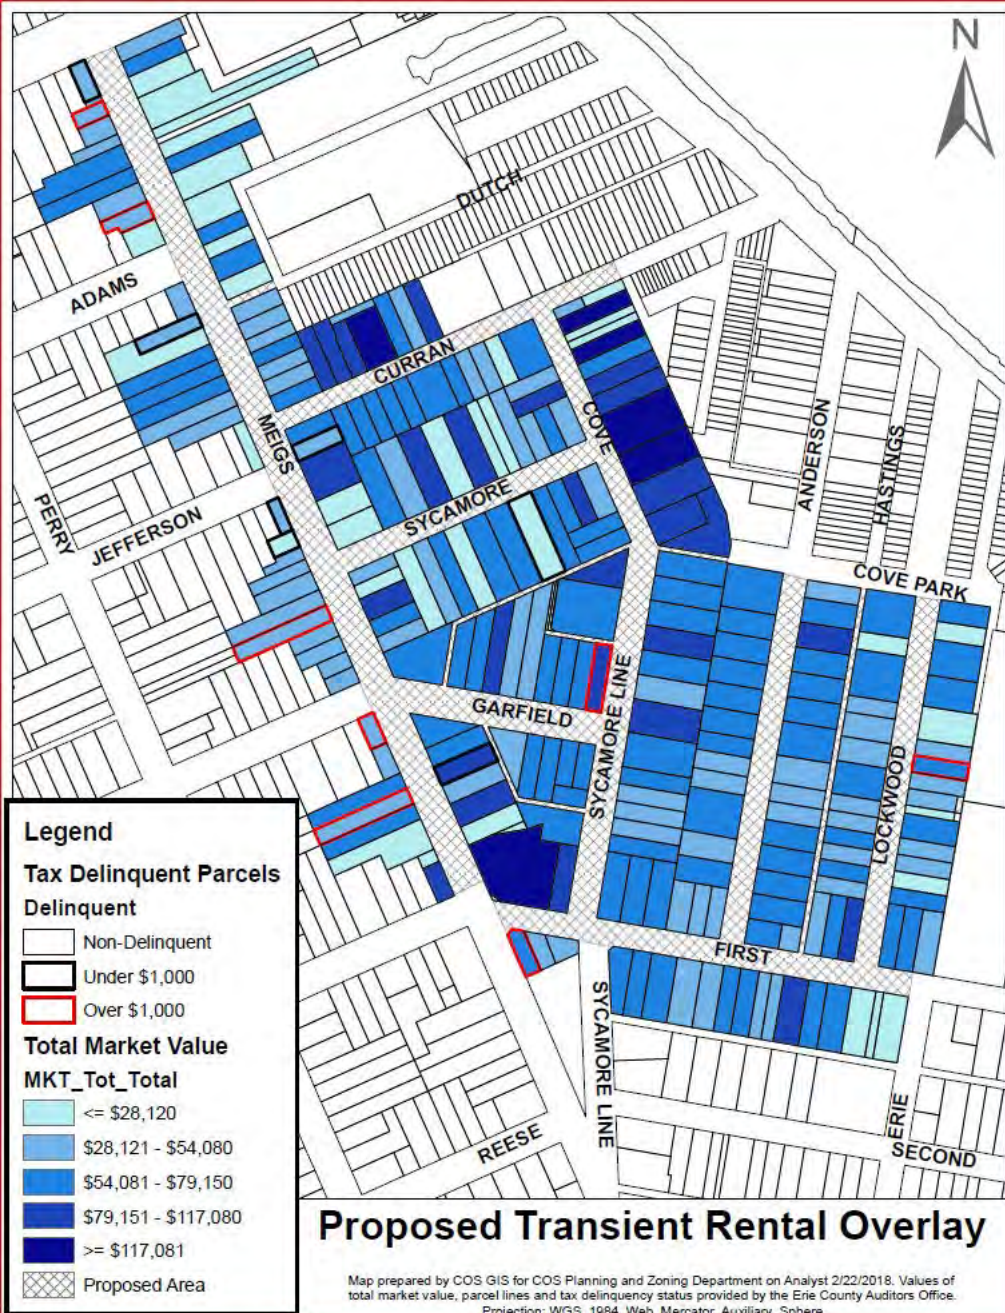 N
DUTCH
ADAMS
CURRAN
MEIGS
COVE
ANDERSON
HASTINGS
PERRY
JEFFERSON
SYCAMORE
COVE PARK
GARFIELD
SYCAMORE LINE
LOCKWOOD
FIRST
SYCAMORE LINE
REESE
ERIE
SECOND
Legend
Tax Delinquent Parcels
Delinquent
Non-Delinquent
Under $1,000
Over $1,000
Total Market Value
MKT_Tot_Total
<= $28,120
$28,121 - $54,080
$54,081 - $79,150
$79,151 - $117,080
>= $117,081
Proposed Area
Proposed Transient Rental Overlay
Map prepared by COS GIS for COS Planning and Zoning Department on Analyst 2/22/2018. Values of
total market value, parcel lines and tax delinquency status provided by the Erie County Auditors Office.
Projection: WGS_1984_Web_Mercator_Auxiliary_Sphere